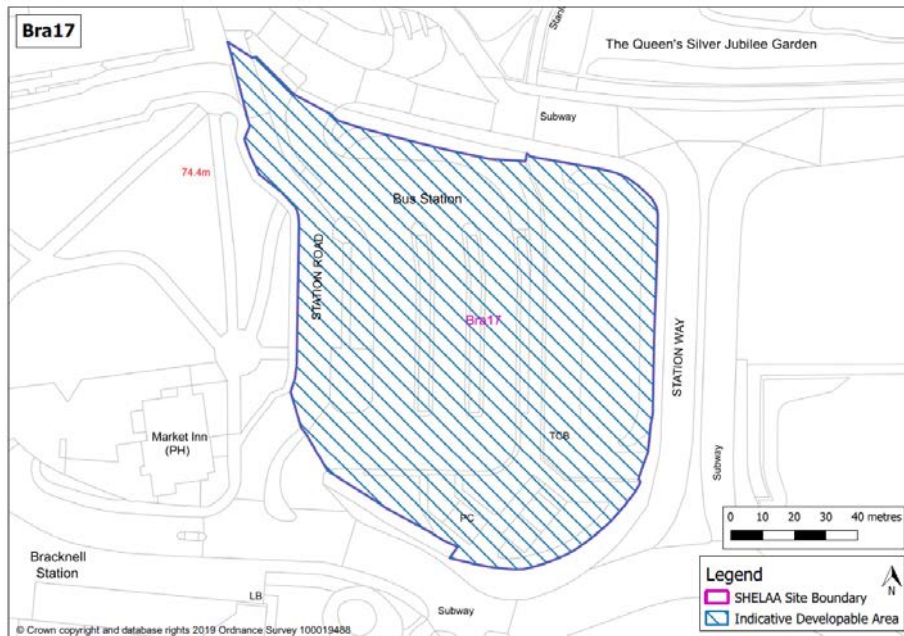 Bra17
The Queen's Silver Jubilee Garden
Subway
74.4m
Bus Station
STATION ROAD
Bra17
STATION WAY
TCB
Market Inn
(PH)
Subway
PC
0 10 20 30 40 metres
Bracknell
Station
LB
Subway
Legend
SHELAA Site Boundary
Indicative Developable Area
N
© Crown copyright and database rights 2019 Ordnance Survey 100019488